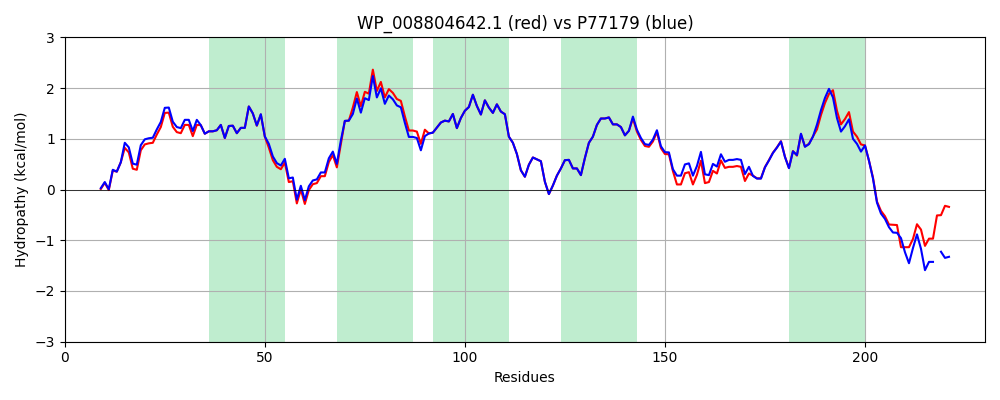 WP_008804642.1 (red) vs P77179 (blue)
3
2
1
0
−1
−2
−3
Hydropathy (kcal/mol)
0 50 100 150 200
Residues